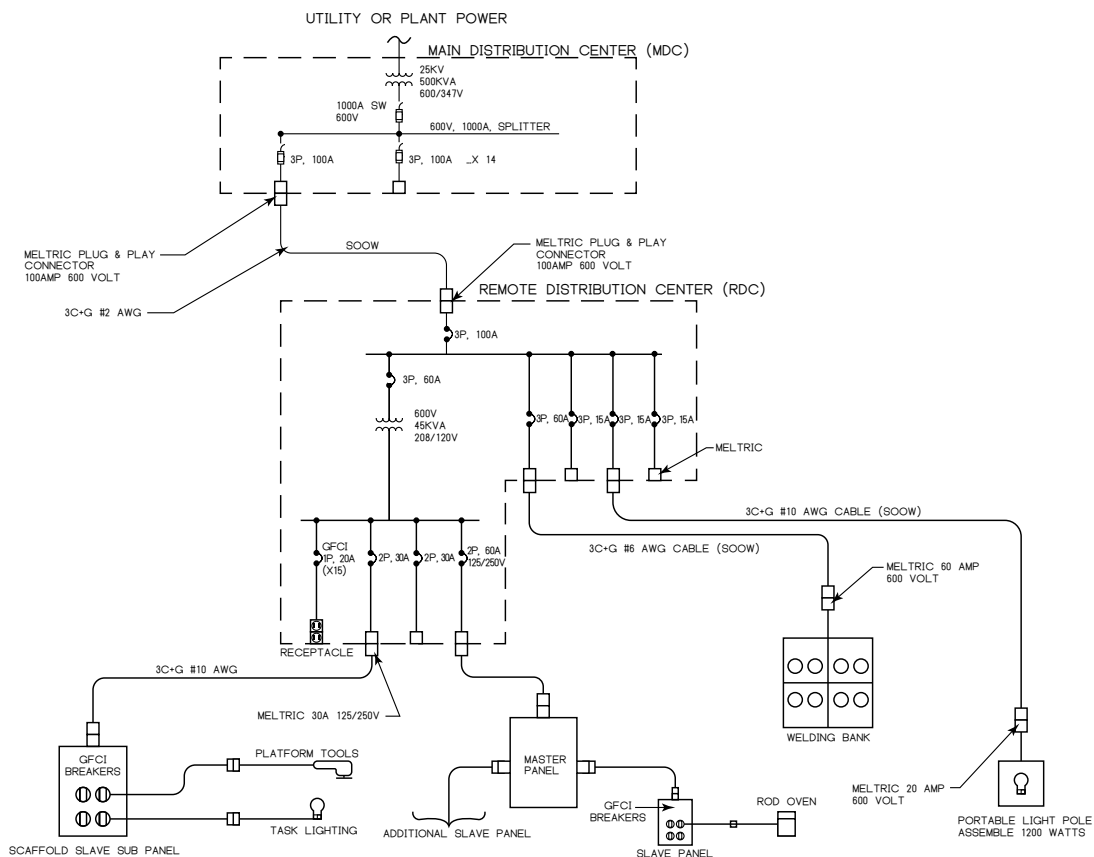 UTILITY OR PLANT POWER
MAIN DISTRIBUTION CENTER (MDC)
25KV
500KVA
600/347V
1000A SW
600V
600V, 1000A, SPLITTER
3P, 100A
3P, 100A _X 14
MELTRIC PLUG & PLAY
CONNECTOR
100AMP 600 VOLT
SOOW
MELTRIC PLUG & PLAY
CONNECTOR
100AMP 600 VOLT
3C+G #2 AWG
REMOTE DISTRIBUTION CENTER (RDC)
3P, 100A
3P, 60A
600V
45KVA
208/120V
3P, 60A
3P, 15A
3P, 15A
3P, 15A
MELTRIC
3C+G #10 AWG CABLE (SOOW)
3C+G #6 AWG CABLE (SOOW)
GFCI
1P, 20A
(X15)
2P, 30A
2P, 30A
2P, 60A
125/250V
MELTRIC 60 AMP
600 VOLT
RECEPTACLE
3C+G #10 AWG
MELTRIC 30A 125/250V
WELDING BANK
GFCI
BREAKERS
PLATFORM TOOLS
TASK LIGHTING
SCAFFOLD SLAVE SUB PANEL
MASTER
PANEL
ADDITIONAL SLAVE PANEL
GFCI
BREAKERS
SLAVE PANEL
ROD OVEN
MELTRIC 20 AMP
600 VOLT
PORTABLE LIGHT POLE
ASSEMBLE 1200 WATTS